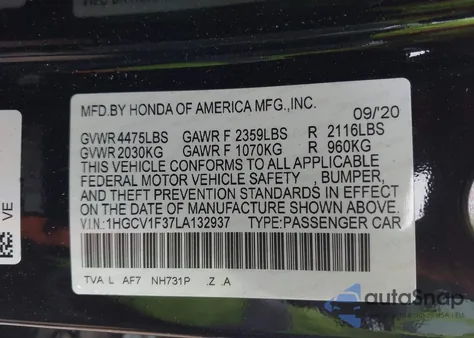 MFD.BY HONDA OF AMERICA MFG.,INC. 09/'20
GVWR 4475LBS GAWR F 2359LBS R 2116LBS
GVWR 2030KG GAWR F 1070KG R 960KG
THIS VEHICLE CONFORMS TO ALL APPLICABLE
FEDERAL MOTOR VEHICLE SAFETY , BUMPER,
AND THEFT PREVENTION STANDARDS IN EFFECT
ON THE DATE OF MANUFACTURE SHOWN ABOVE.
V.I.N.:1HGCV1F37LA132937 TYPE:PASSENGER CAR
TVA L AF7 NH731P .Z .A
VE
autoSnap